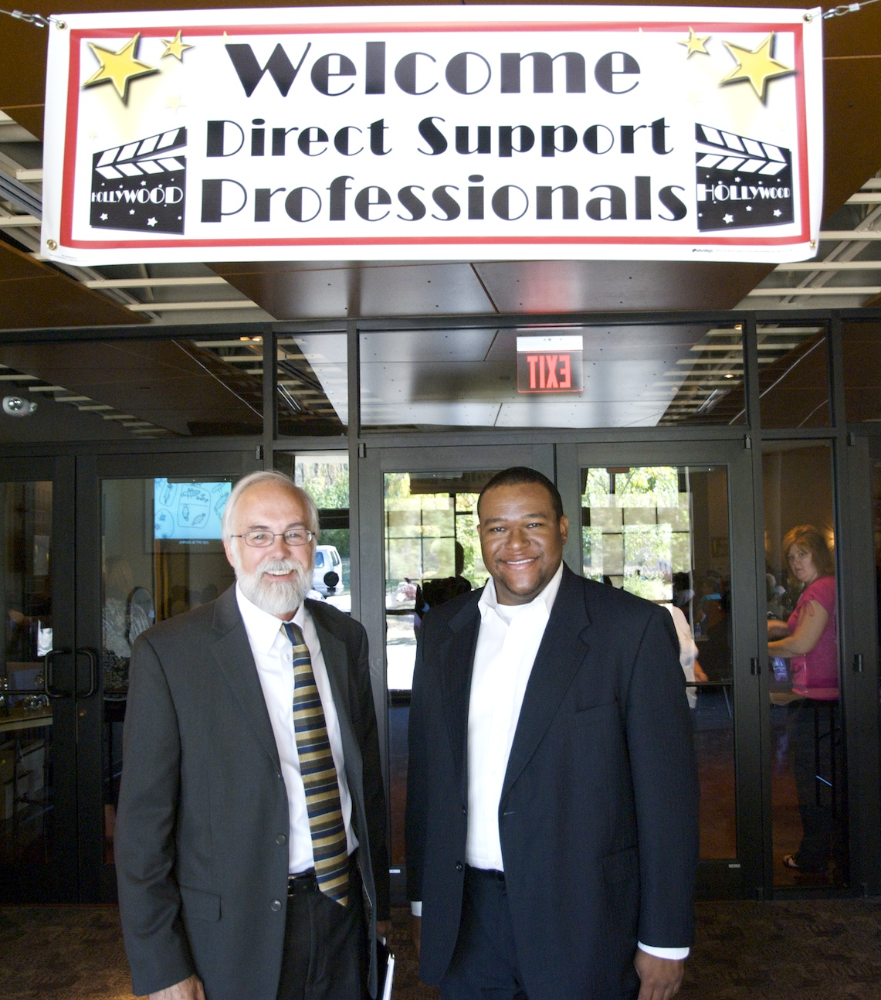 Welcome
Direct Support
Professionals
HOLLYWOOD
HOLLYWOOD
EXIT